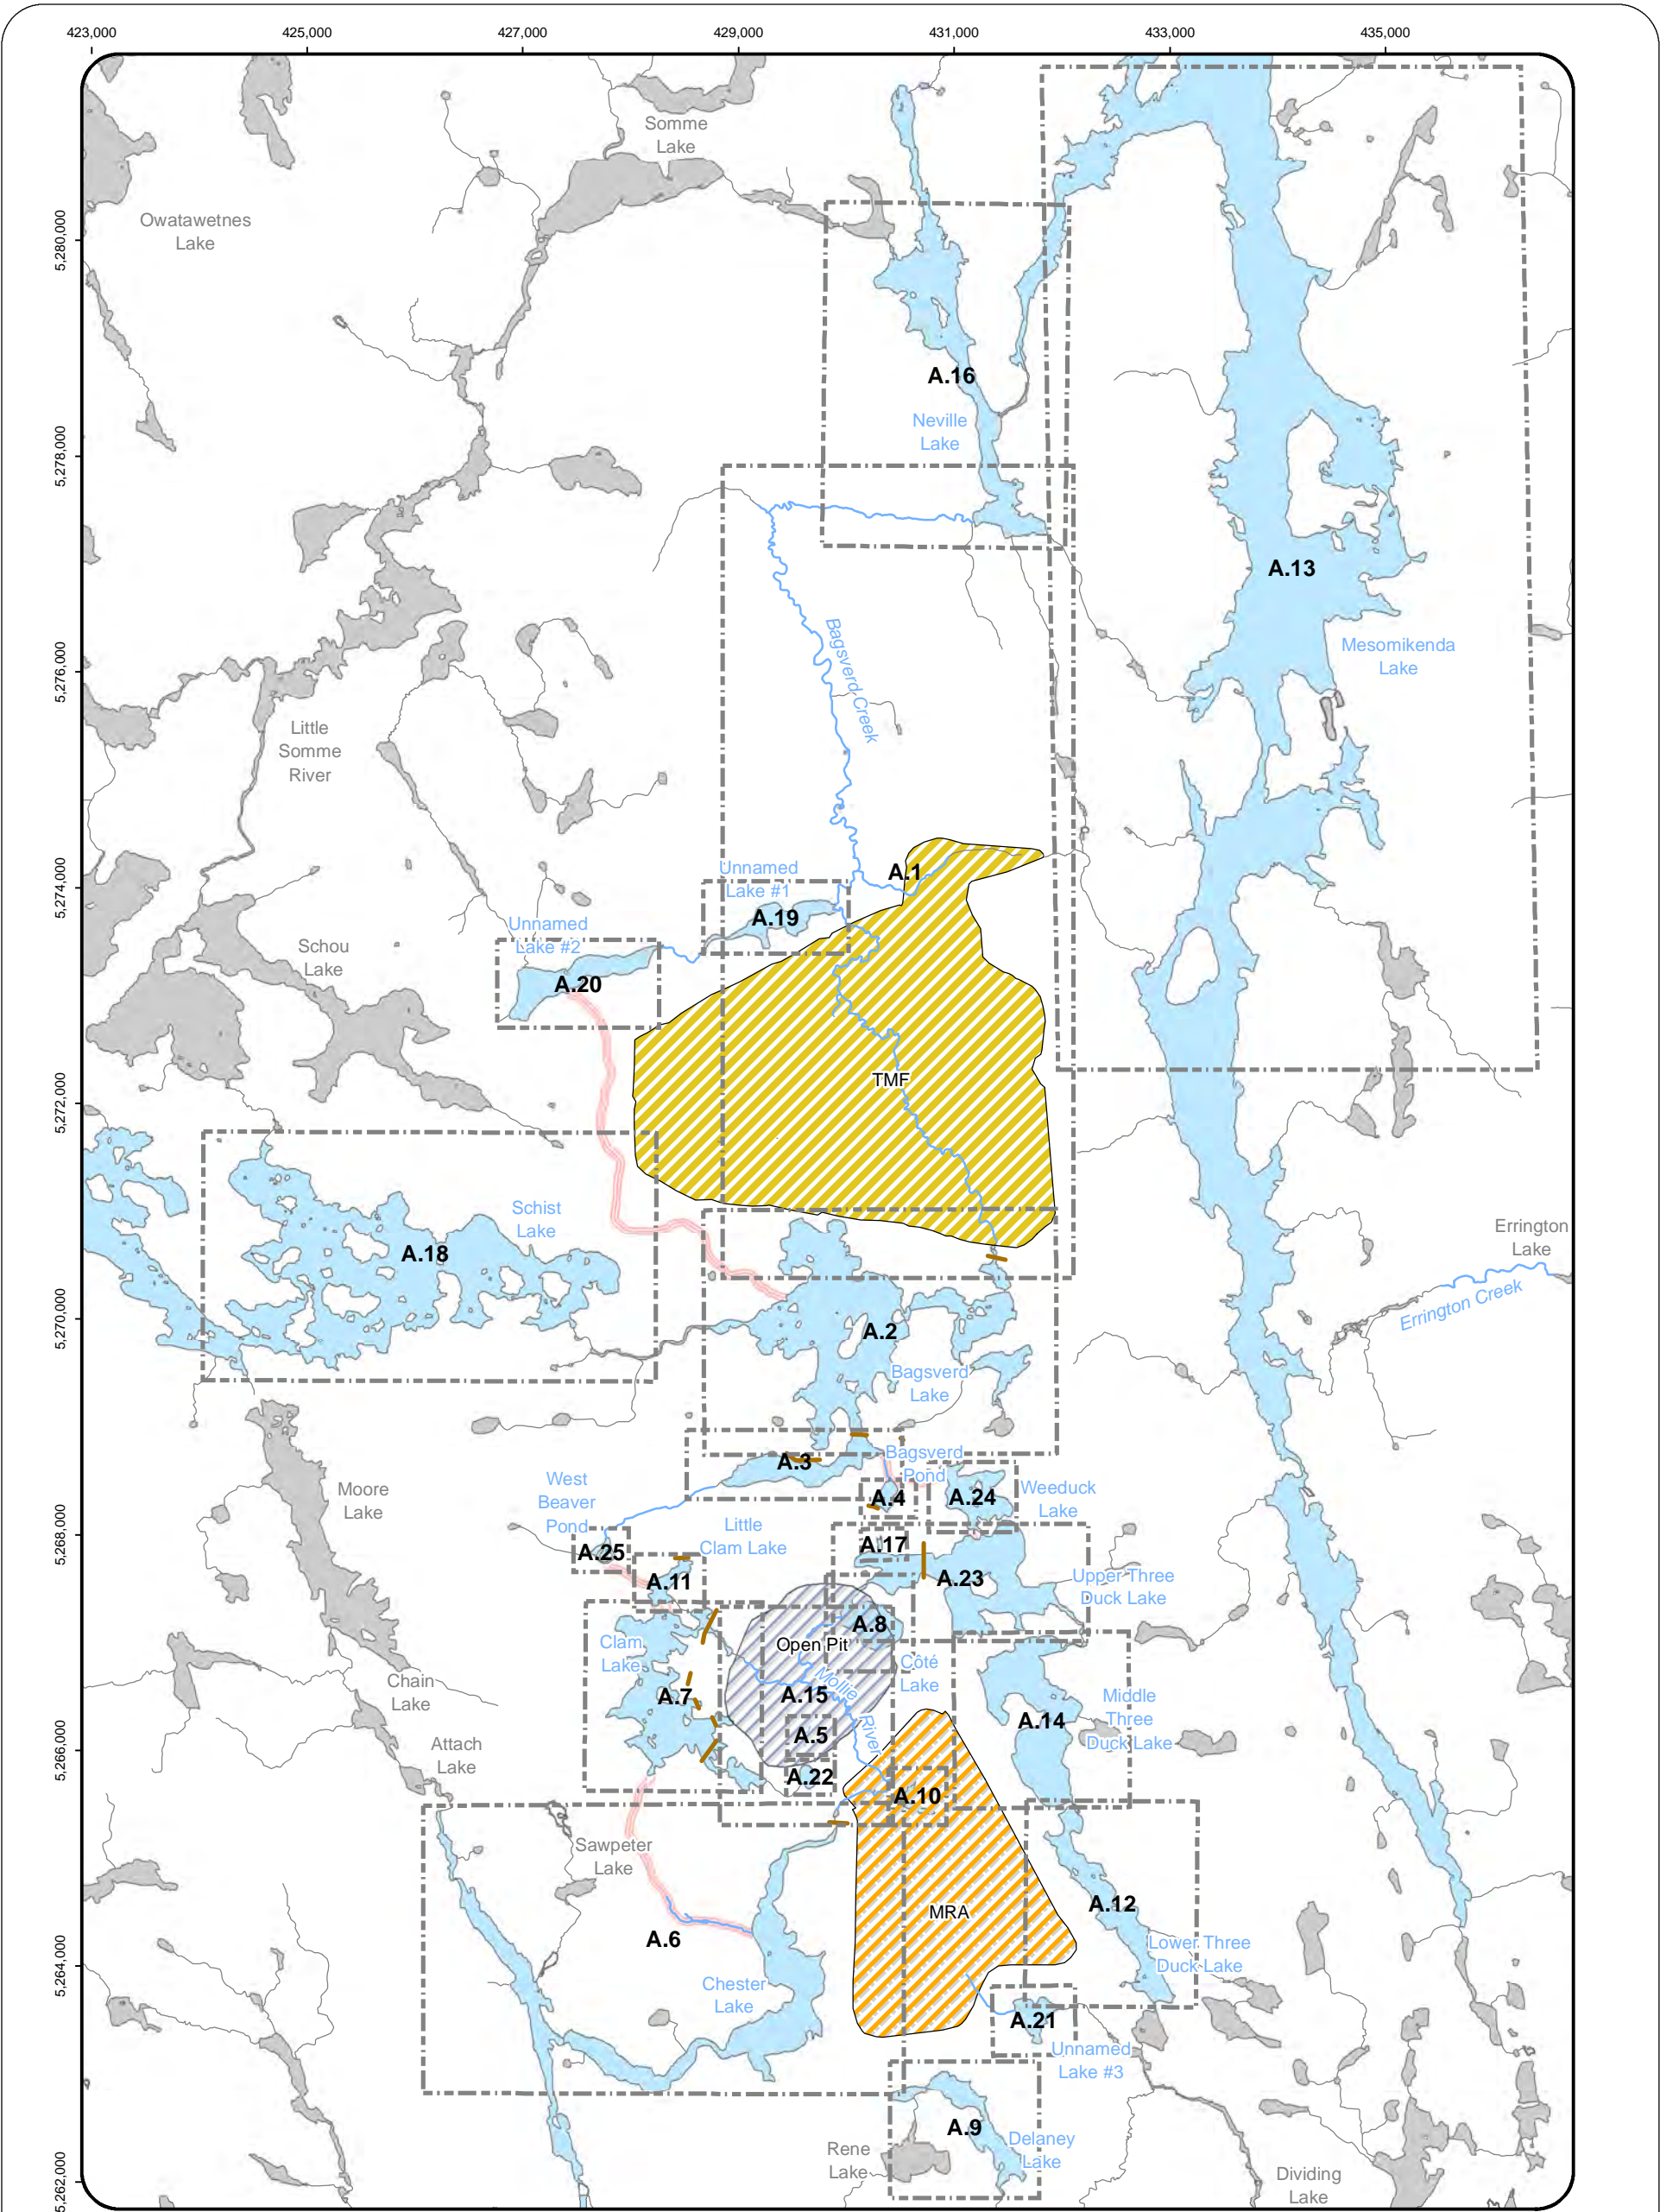 423,000
425,000
427,000
429,000
431,000
433,000
435,000
5,280,000
5,278,000
5,276,000
5,274,000
5,272,000
5,270,000
5,268,000
5,266,000
5,264,000
5,262,000
Somme
Lake
Owatawetnes
Lake
A.16
Neville
Lake
A.13
Mesomikenda
Lake
Bagsverd Creek
Little
Somme
River
Unnamed
Lake #1
A.1
A.19
Unnamed
Lake #2
A.20
Schou
Lake
TMF
Schist
Lake
A.18
Errington
Lake
Errington Creek
A.2
Bagsverd
Lake
A.3
Bagsverd
Pond
A.4
A.24
Weeduck
Lake
Moore
Lake
West
Beaver
Pond
Little
Clam Lake
A.25
A.17
A.11
A.23
Upper Three
Duck Lake
A.8
Open Pit
Clam
Lake
Côté
Lake
Chain
Lake
A.7
A.15
Mollie
River
A.14
Middle
Three
Duck Lake
A.5
Attach
Lake
A.22
A.10
Sawpeter
Lake
A.12
MRA
A.6
Lower Three
Duck Lake
Chester
Lake
A.21
Unnamed
Lake #3
A.9
Delaney
Lake
Rene
Lake
Dividing
Lake